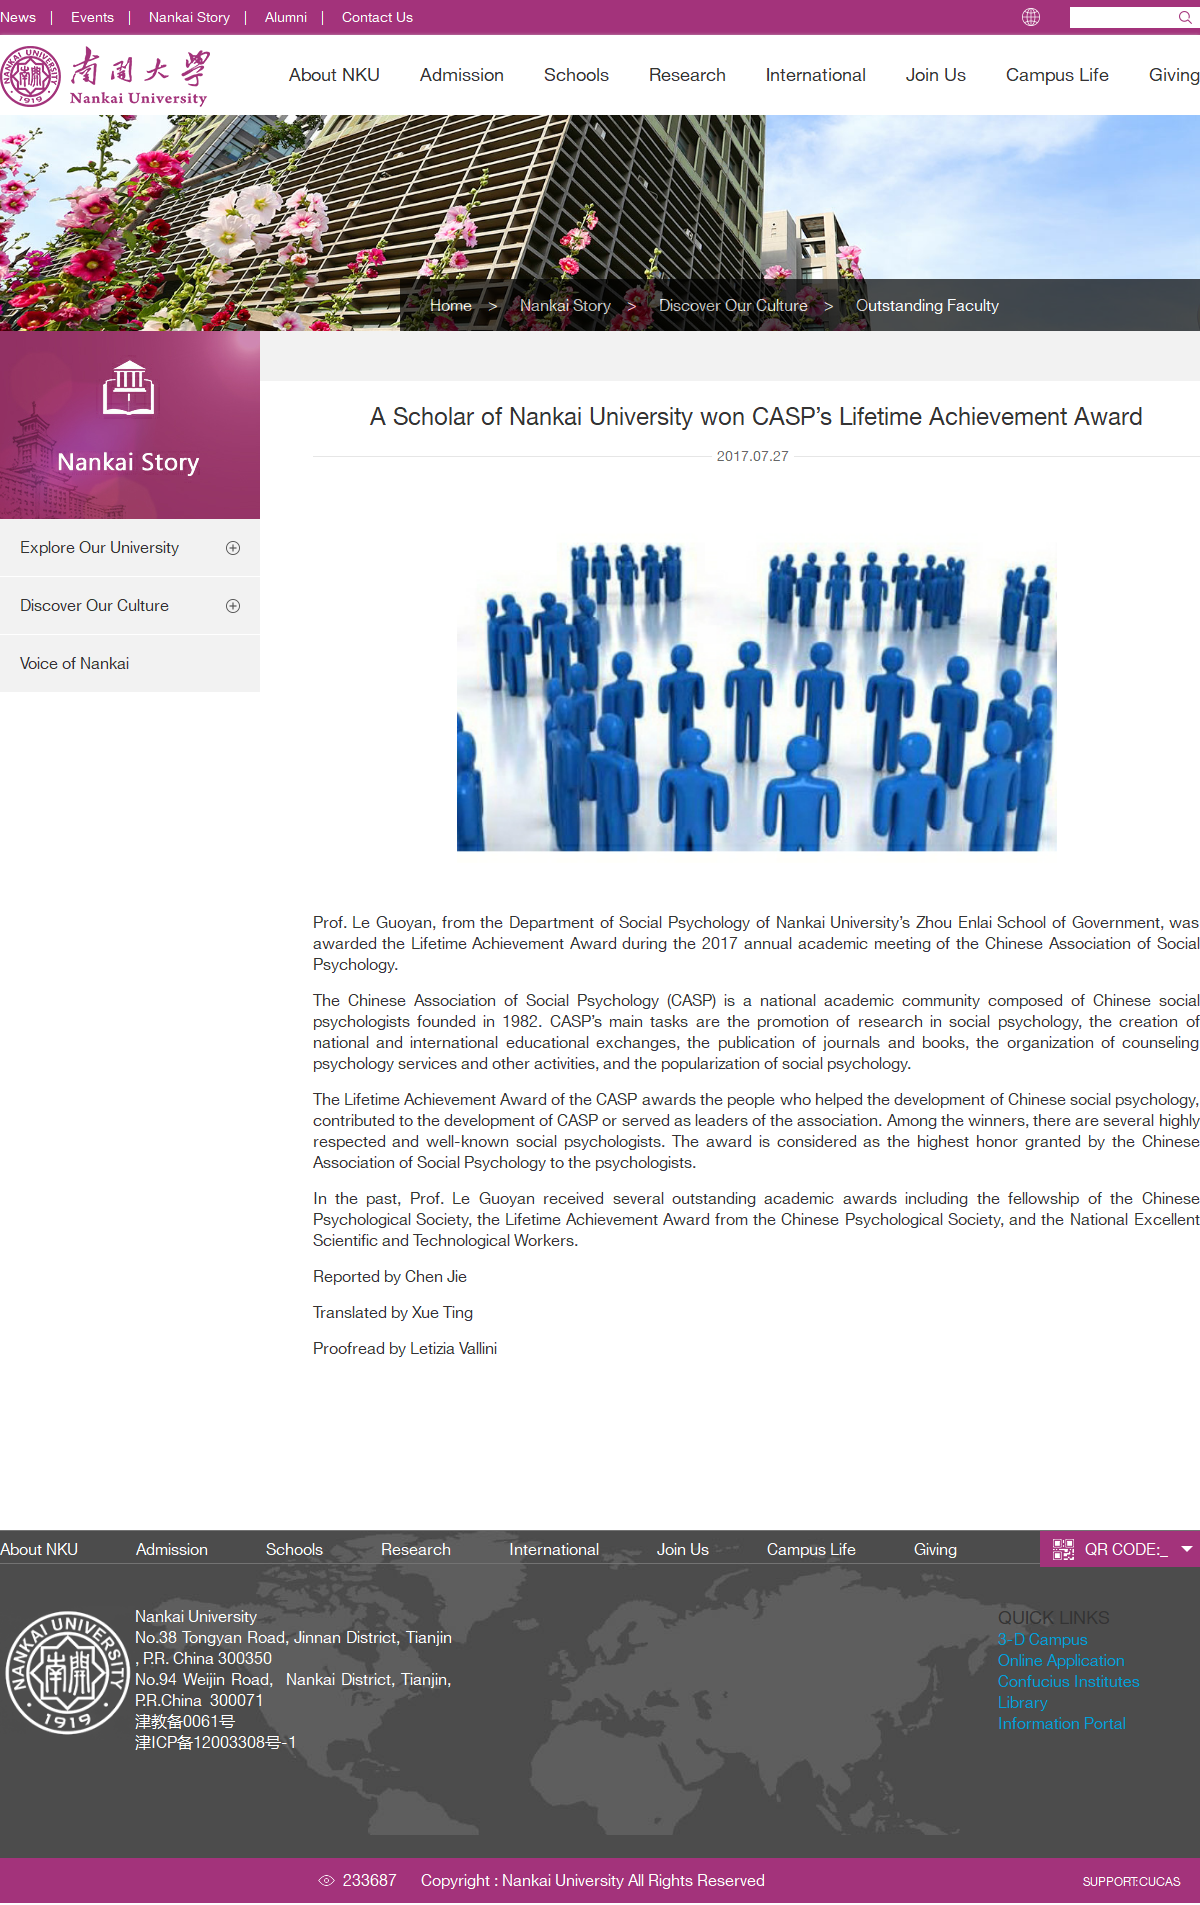 News | Events | Nankai Story | Alumni | Contact Us
NANKAI UNIVERSITY
南開
1919
南開大學
Nankai University
About NKU Admission Schools Research International Join Us Campus Life Giving
Home > Nankai Story > Discover Our Culture > Outstanding Faculty
Nankai Story
Explore Our University
Discover Our Culture
Voice of Nankai
A Scholar of Nankai University won CASP’s Lifetime Achievement Award
2017.07.27
Prof. Le Guoyan, from the Department of Social Psychology of Nankai University’s Zhou Enlai School of Government, was
awarded the Lifetime Achievement Award during the 2017 annual academic meeting of the Chinese Association of Social
Psychology.
The Chinese Association of Social Psychology (CASP) is a national academic community composed of Chinese social
psychologists founded in 1982. CASP’s main tasks are the promotion of research in social psychology, the creation of
national and international educational exchanges, the publication of journals and books, the organization of counseling
psychology services and other activities, and the popularization of social psychology.
The Lifetime Achievement Award of the CASP awards the people who helped the development of Chinese social psychology,
contributed to the development of CASP or served as leaders of the association. Among the winners, there are several highly
respected and well-known social psychologists. The award is considered as the highest honor granted by the Chinese
Association of Social Psychology to the psychologists.
In the past, Prof. Le Guoyan received several outstanding academic awards including the fellowship of the Chinese
Psychological Society, the Lifetime Achievement Award from the Chinese Psychological Society, and the National Excellent
Scientific and Technological Workers.
Reported by Chen Jie
Translated by Xue Ting
Proofread by Letizia Vallini
About NKU Admission Schools Research International Join Us Campus Life Giving QR CODE:_
NANKAI UNIVERSITY
南開
1919
Nankai University
No.38 Tongyan Road, Jinnan District, Tianjin
, P.R. China 300350
No.94 Weijin Road, Nankai District, Tianjin,
P.R.China 300071
津教备0061号
津ICP备12003308号-1
QUICK LINKS
3-D Campus
Online Application
Confucius Institutes
Library
Information Portal
233687 Copyright : Nankai University All Rights Reserved SUPPORT:CUCAS